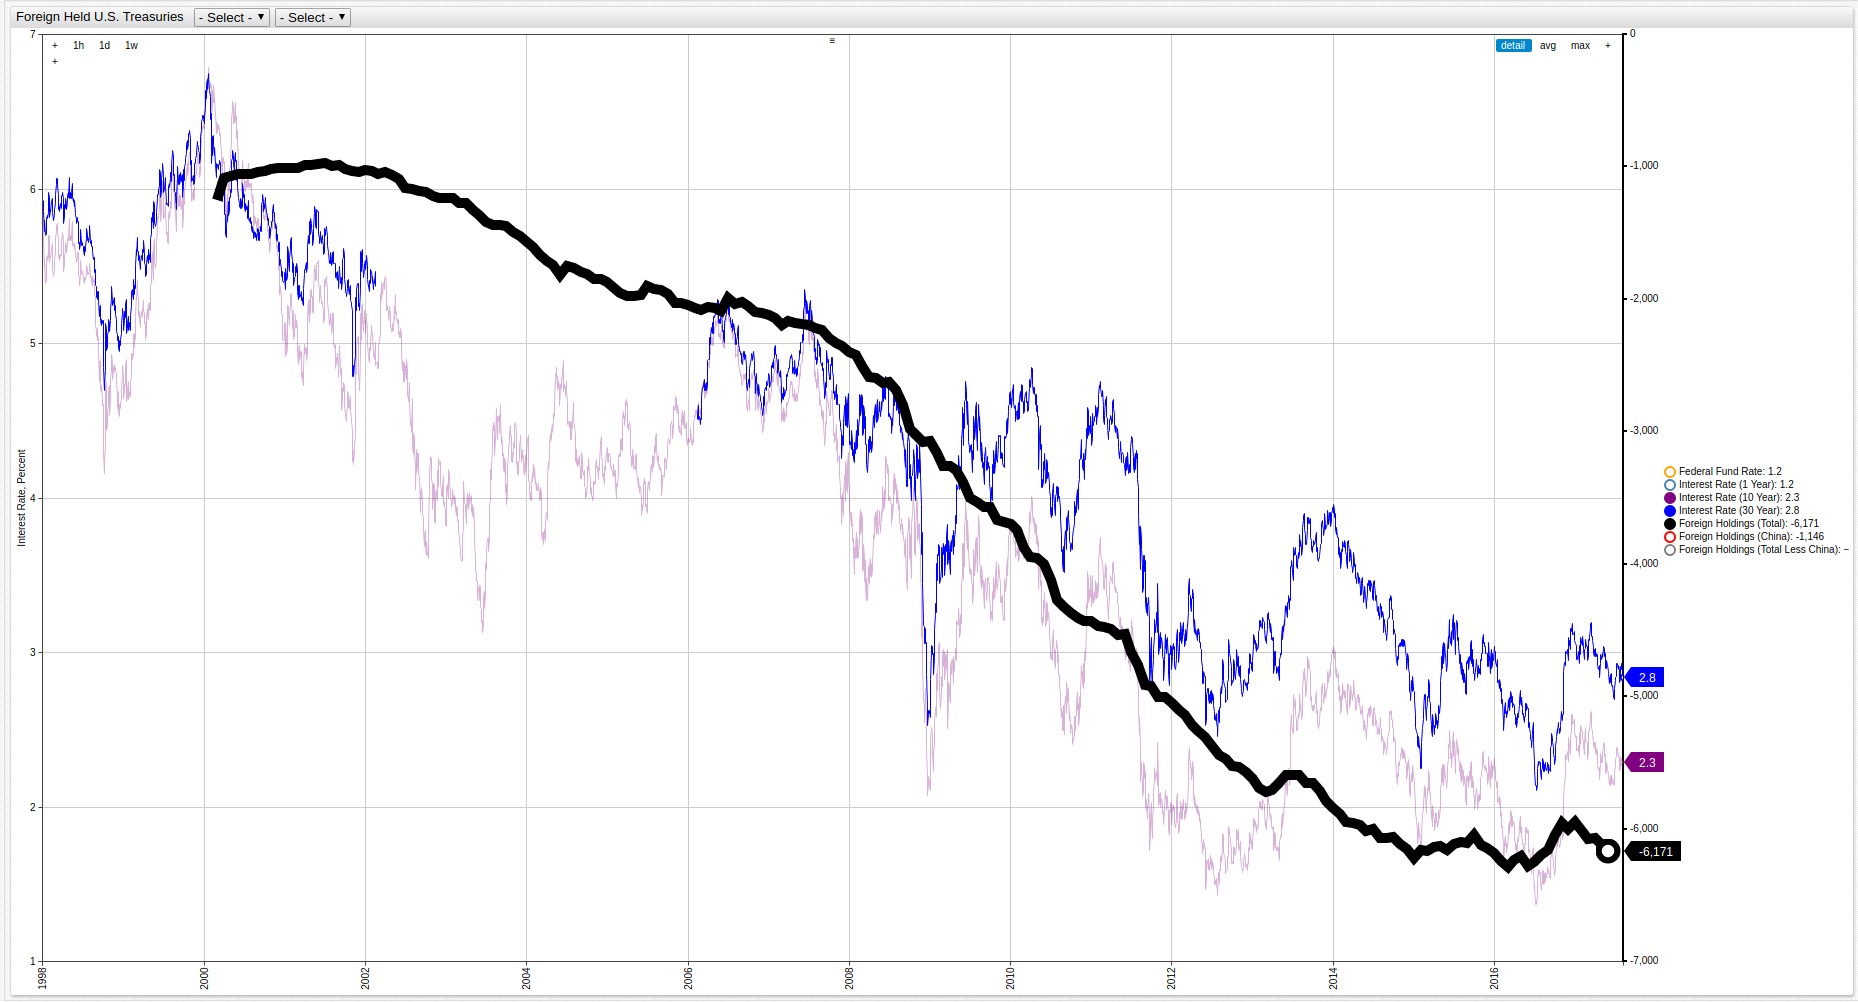 Foreign Held U.S. Treasuries - Select - ▼ - Select - ▼
+ 1h 1d 1w ≡ detail avg max +
+
7
6
5
4
3
2
1
Interest Rate, Percent
0
-1,000
-2,000
-3,000
-4,000
-5,000
-6,000
-7,000
Federal Fund Rate: 1.2
Interest Rate (1 Year): 1.2
Interest Rate (10 Year): 2.3
Interest Rate (30 Year): 2.8
Foreign Holdings (Total): -6,171
Foreign Holdings (China): -1,146
Foreign Holdings (Total Less China): –
2.8
2.3
-6,171
1998 2000 2002 2004 2006 2008 2010 2012 2014 2016